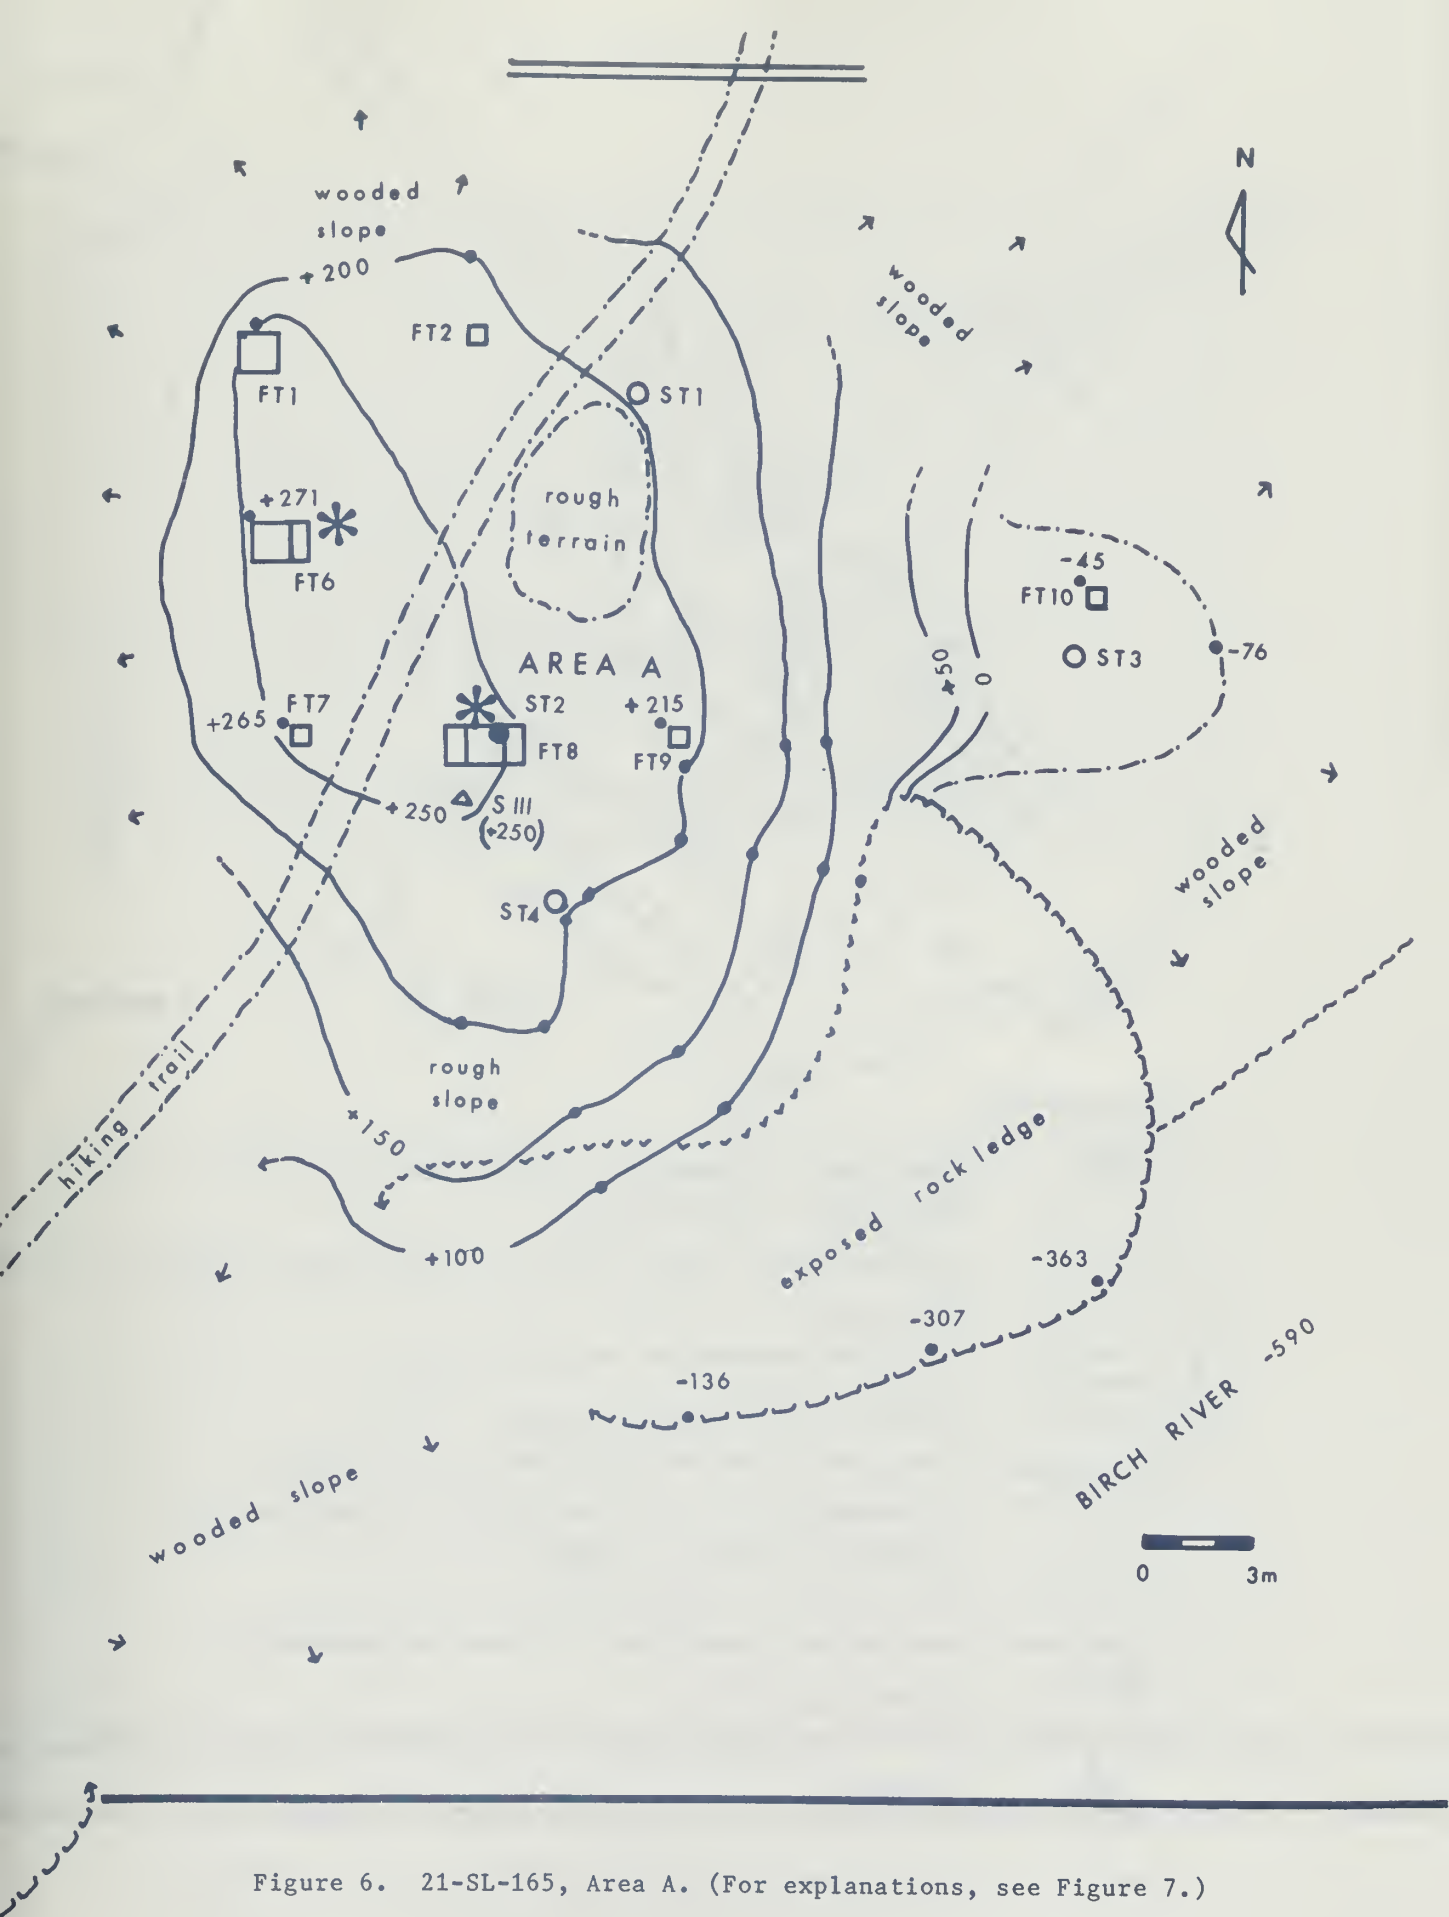 N
wooded
slope
+200
wooded
slope
FT2
FT1
ST1
+271
rough
terrain
FT6
-45
FT10
ST3
-76
+50
0
AREA A
FT7
+265
ST2
+215
FT8
FT9
+250
S III
(+250)
ST4
wooded
slope
rough
slope
hiking trail
+150
+100
exposed rock ledge
-363
-307
-136
BIRCH RIVER -590
wooded slope
0 3m
Figure 6. 21-SL-165, Area A. (For explanations, see Figure 7.)